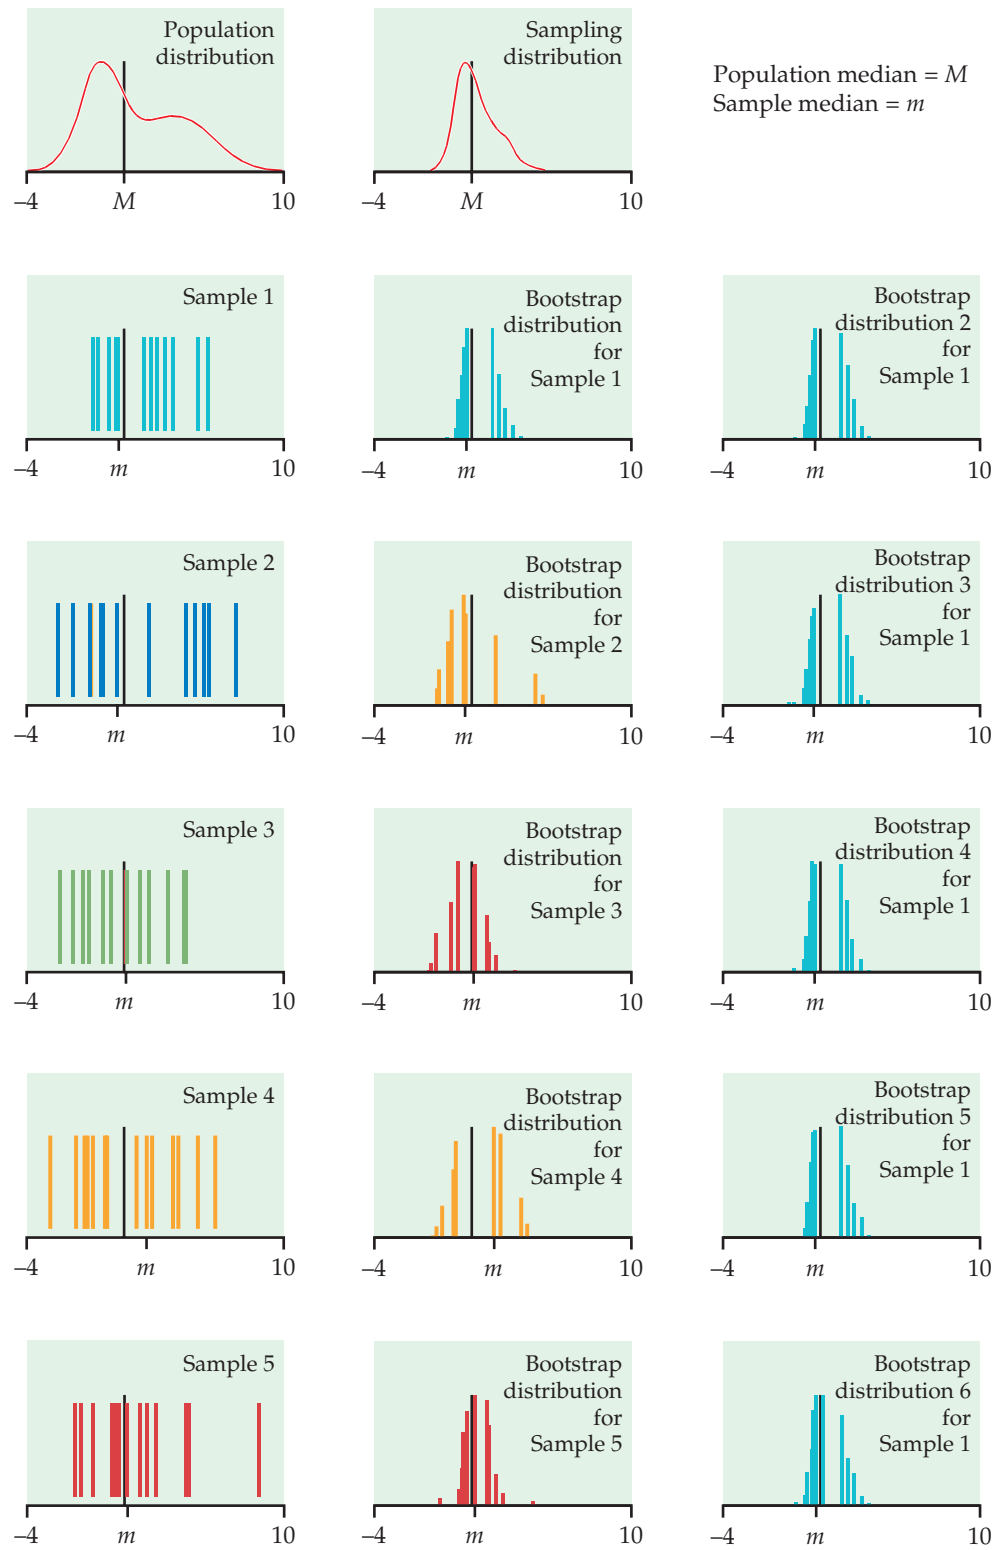 Population
distribution
–4
M
10
Sampling
distribution
–4
M
10
Population median = M
Sample median = m
Sample 1
–4
m
10
Bootstrap
distribution
for
Sample 1
–4
m
10
Bootstrap
distribution 2
for
Sample 1
–4
m
10
Sample 2
–4
m
10
Bootstrap
distribution
for
Sample 2
–4
m
10
Bootstrap
distribution 3
for
Sample 1
–4
m
10
Sample 3
–4
m
10
Bootstrap
distribution
for
Sample 3
–4
m
10
Bootstrap
distribution 4
for
Sample 1
–4
m
10
Sample 4
–4
m
10
Bootstrap
distribution
for
Sample 4
–4
m
10
Bootstrap
distribution 5
for
Sample 1
–4
m
10
Sample 5
–4
m
10
Bootstrap
distribution
for
Sample 5
–4
m
10
Bootstrap
distribution 6
for
Sample 1
–4
m
10